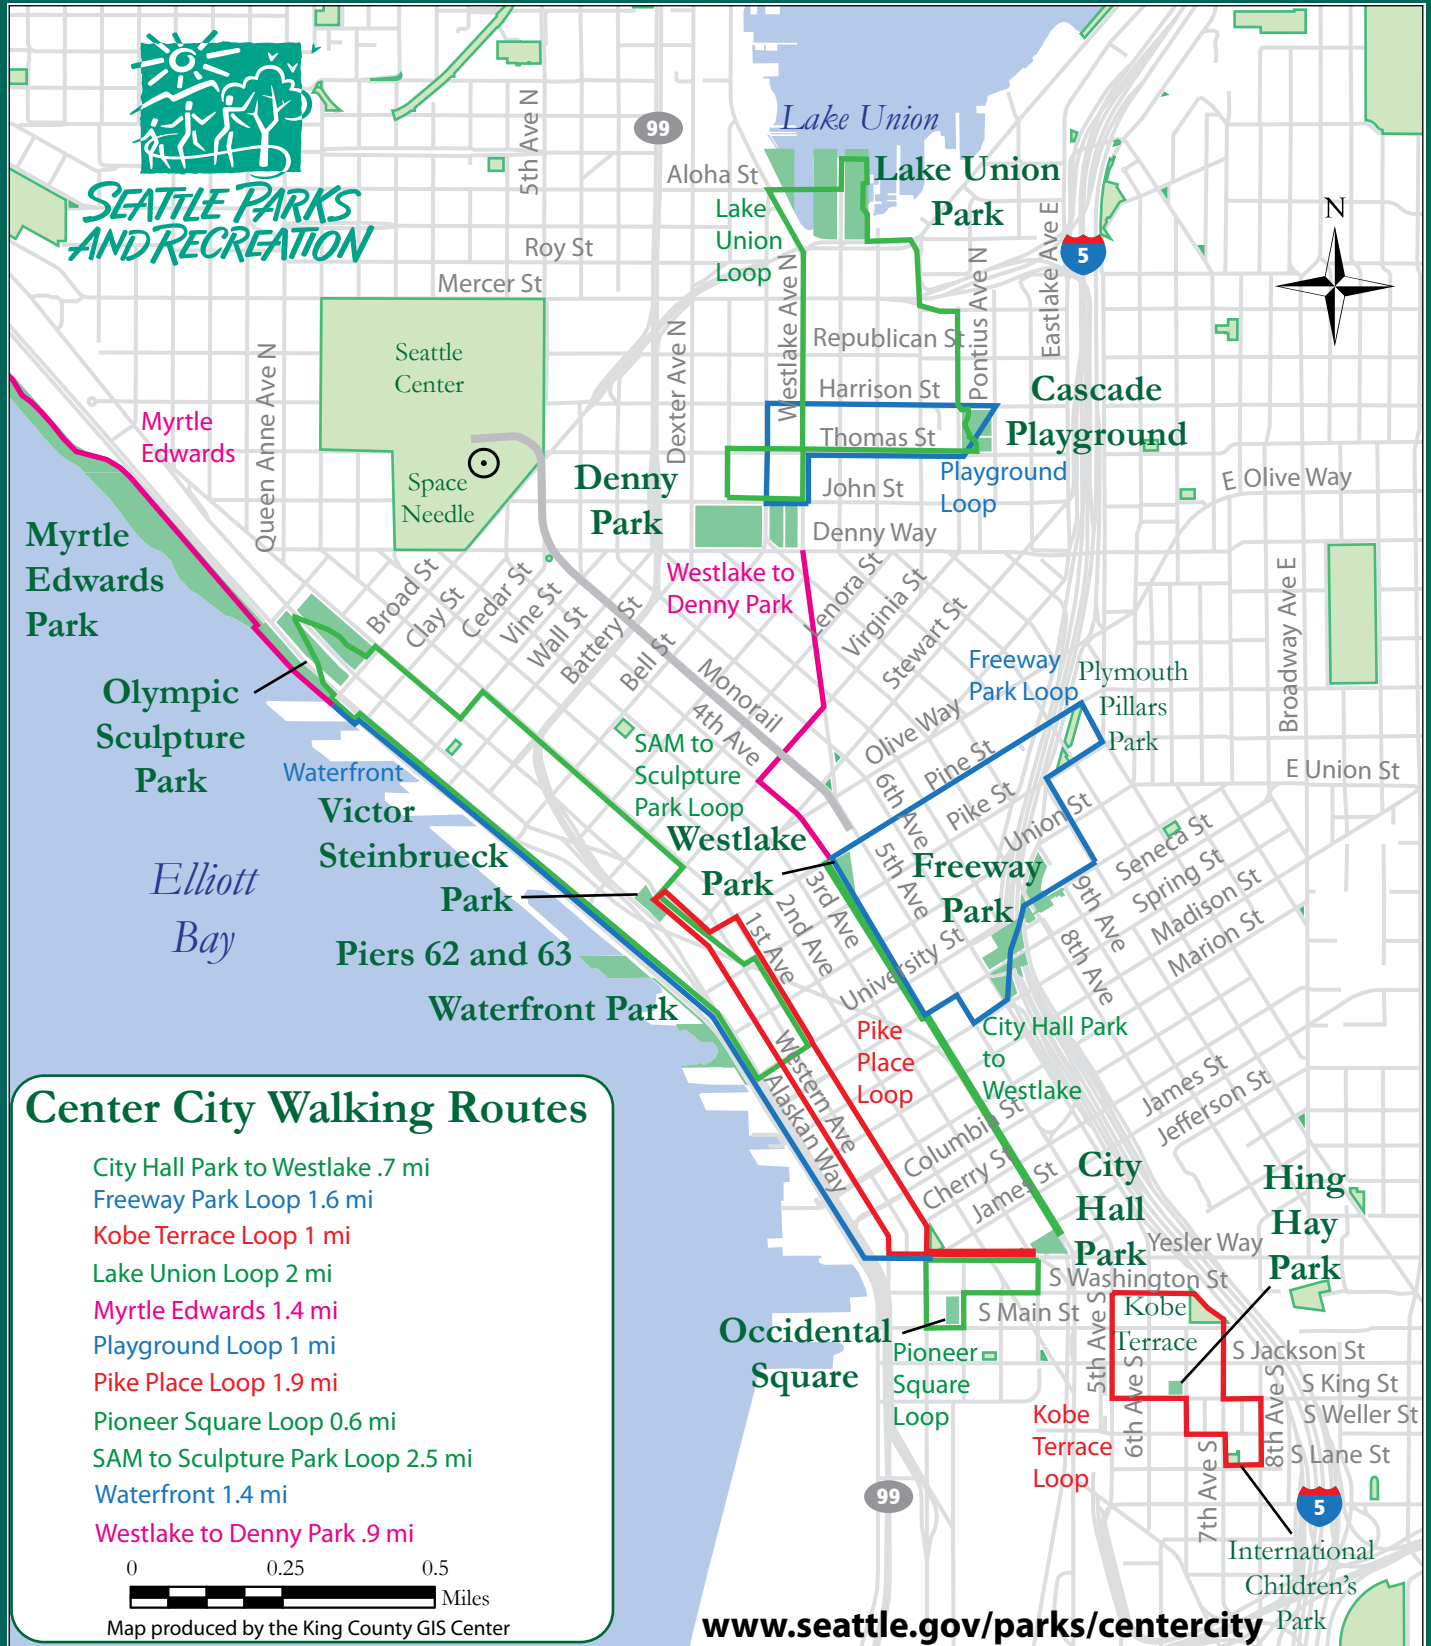 SEATTLE PARKS
AND RECREATION
Lake Union
99
5th Ave N
Aloha St
Lake Union
Park
Lake
Union
Loop
N
5
Roy St
Mercer St
Westlake Ave N
Pontius Ave N
Eastlake Ave E
Republican St
Seattle
Center
Queen Anne Ave N
Dexter Ave N
Harrison St
Cascade
Playground
Myrtle
Edwards
Thomas St
Space
Needle
Denny
Park
John St
Playground
Loop
E Olive Way
Denny Way
Myrtle
Edwards
Park
Broad St
Clay St
Cedar St
Vine St
Wall St
Battery St
Bell St
Westlake to
Denny Park
Lenora St
Virginia St
Stewart St
Broadway Ave E
Olympic
Sculpture
Park
Monorail
4th Ave
Freeway
Park Loop
Plymouth
Pillars
Park
Olive Way
SAM to
Sculpture
Park Loop
Waterfront
E Union St
6th Ave
Pine St
Pike St
Union St
Victor
Steinbrueck
Park
Westlake
Park
5th Ave
Freeway
Park
Seneca St
Spring St
Madison St
Marion St
9th Ave
8th Ave
Elliott
Bay
3rd Ave
2nd Ave
1st Ave
University St
Piers 62 and 63
Waterfront Park
Pike
Place
Loop
City Hall Park
to
Westlake
Western Ave
Alaskan Way
James St
Jefferson St
Columbia St
Cherry St
James St
City
Hall
Park
Hing
Hay
Park
Yesler Way
S Washington St
S Main St
Kobe
Terrace
Occidental
Square
Pioneer
Square
Loop
5th Ave S
6th Ave S
S Jackson St
S King St
S Weller St
8th Ave S
S Lane St
Kobe
Terrace
Loop
7th Ave S
99
5
International
Children's
Park
Center City Walking Routes
City Hall Park to Westlake .7 mi
Freeway Park Loop 1.6 mi
Kobe Terrace Loop 1 mi
Lake Union Loop 2 mi
Myrtle Edwards 1.4 mi
Playground Loop 1 mi
Pike Place Loop 1.9 mi
Pioneer Square Loop 0.6 mi
SAM to Sculpture Park Loop 2.5 mi
Waterfront 1.4 mi
Westlake to Denny Park .9 mi
0 0.25 0.5
Miles
Map produced by the King County GIS Center
www.seattle.gov/parks/centercity